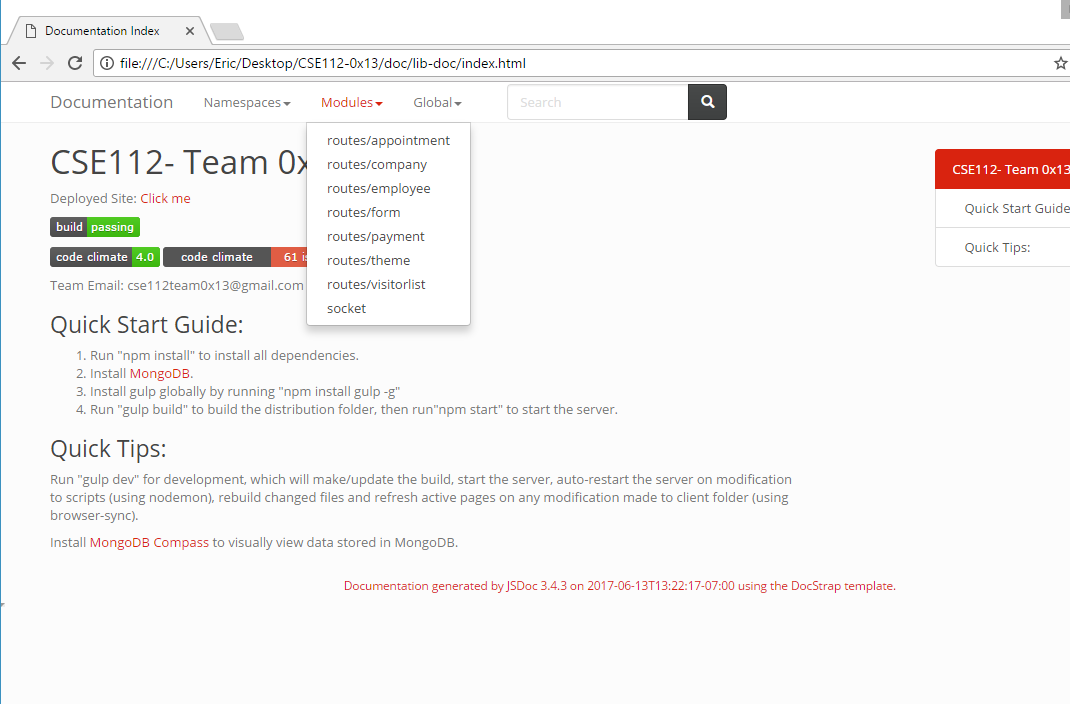 Documentation Index
file:///C:/Users/Eric/Desktop/CSE112-0x13/doc/lib-doc/index.html
Documentation Namespaces Modules Global Search
routes/appointment
routes/company
routes/employee
routes/form
routes/payment
routes/theme
routes/visitorlist
socket
CSE112- Team 0x
Deployed Site: Click me
build passing
code climate 4.0 code climate 61 is
Team Email: cse112team0x13@gmail.com
CSE112- Team 0x13
Quick Start Guide
Quick Tips:
Quick Start Guide:
1. Run "npm install" to install all dependencies.
2. Install MongoDB.
3. Install gulp globally by running "npm install gulp -g"
4. Run "gulp build" to build the distribution folder, then run"npm start" to start the server.
Quick Tips:
Run "gulp dev" for development, which will make/update the build, start the server, auto-restart the server on modification
to scripts (using nodemon), rebuild changed files and refresh active pages on any modification made to client folder (using
browser-sync).
Install MongoDB Compass to visually view data stored in MongoDB.
Documentation generated by JSDoc 3.4.3 on 2017-06-13T13:22:17-07:00 using the DocStrap template.